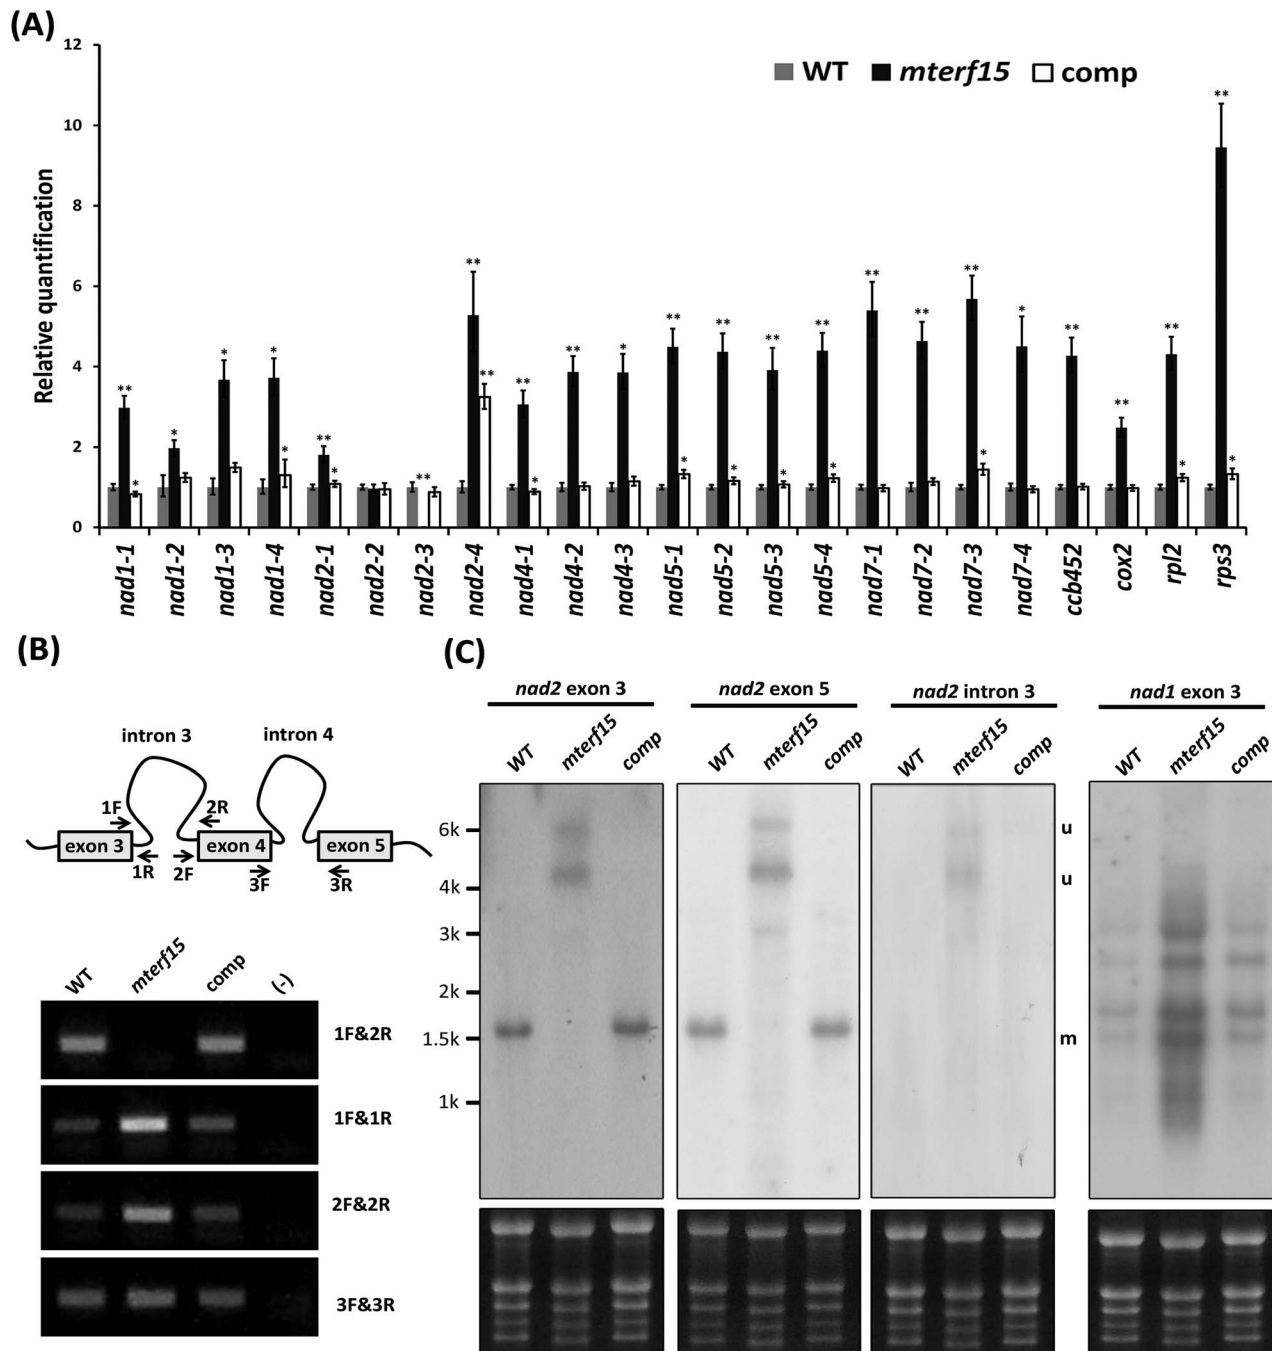 (A)
12
10
8
6
4
2
0
Relative quantification
WT mterf15 comp
** * * * ** ** ** ** ** * ** ** ** ** ** ** ** * ** ** ** **
* * * ** * * * * * * * *
nad1-1 nad1-2 nad1-3 nad1-4 nad2-1 nad2-2 nad2-3 nad2-4 nad4-1 nad4-2 nad4-3 nad5-1 nad5-2 nad5-3 nad5-4 nad7-1 nad7-2 nad7-3 nad7-4 ccb452 cox2 rpl2 rps3
(B)
intron 3 intron 4
1F 2R
exon 3 exon 4 exon 5
1R 2F 3F 3R
WT mterf15 comp (-)
1F&2R
1F&1R
2F&2R
3F&3R
(C)
nad2 exon 3 nad2 exon 5 nad2 intron 3 nad1 exon 3
WT mterf15 comp WT mterf15 comp WT mterf15 comp WT mterf15 comp
6k u
4k u
3k
2k
1.5k m
1k